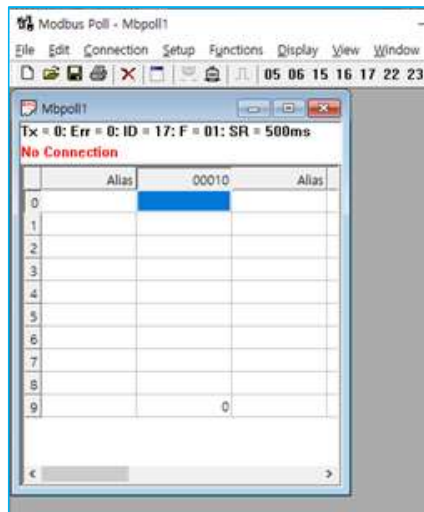 Modbus Poll - Mbpoll1
File Edit Connection Setup Functions Display View Window
05 06 15 16 17 22 23
Mbpoll1
Tx = 0: Err = 0: ID = 17: F = 01: SR = 500ms
No Connection
Alias 00010 Alias
0
1
2
3
4
5
6
7
8
9 0